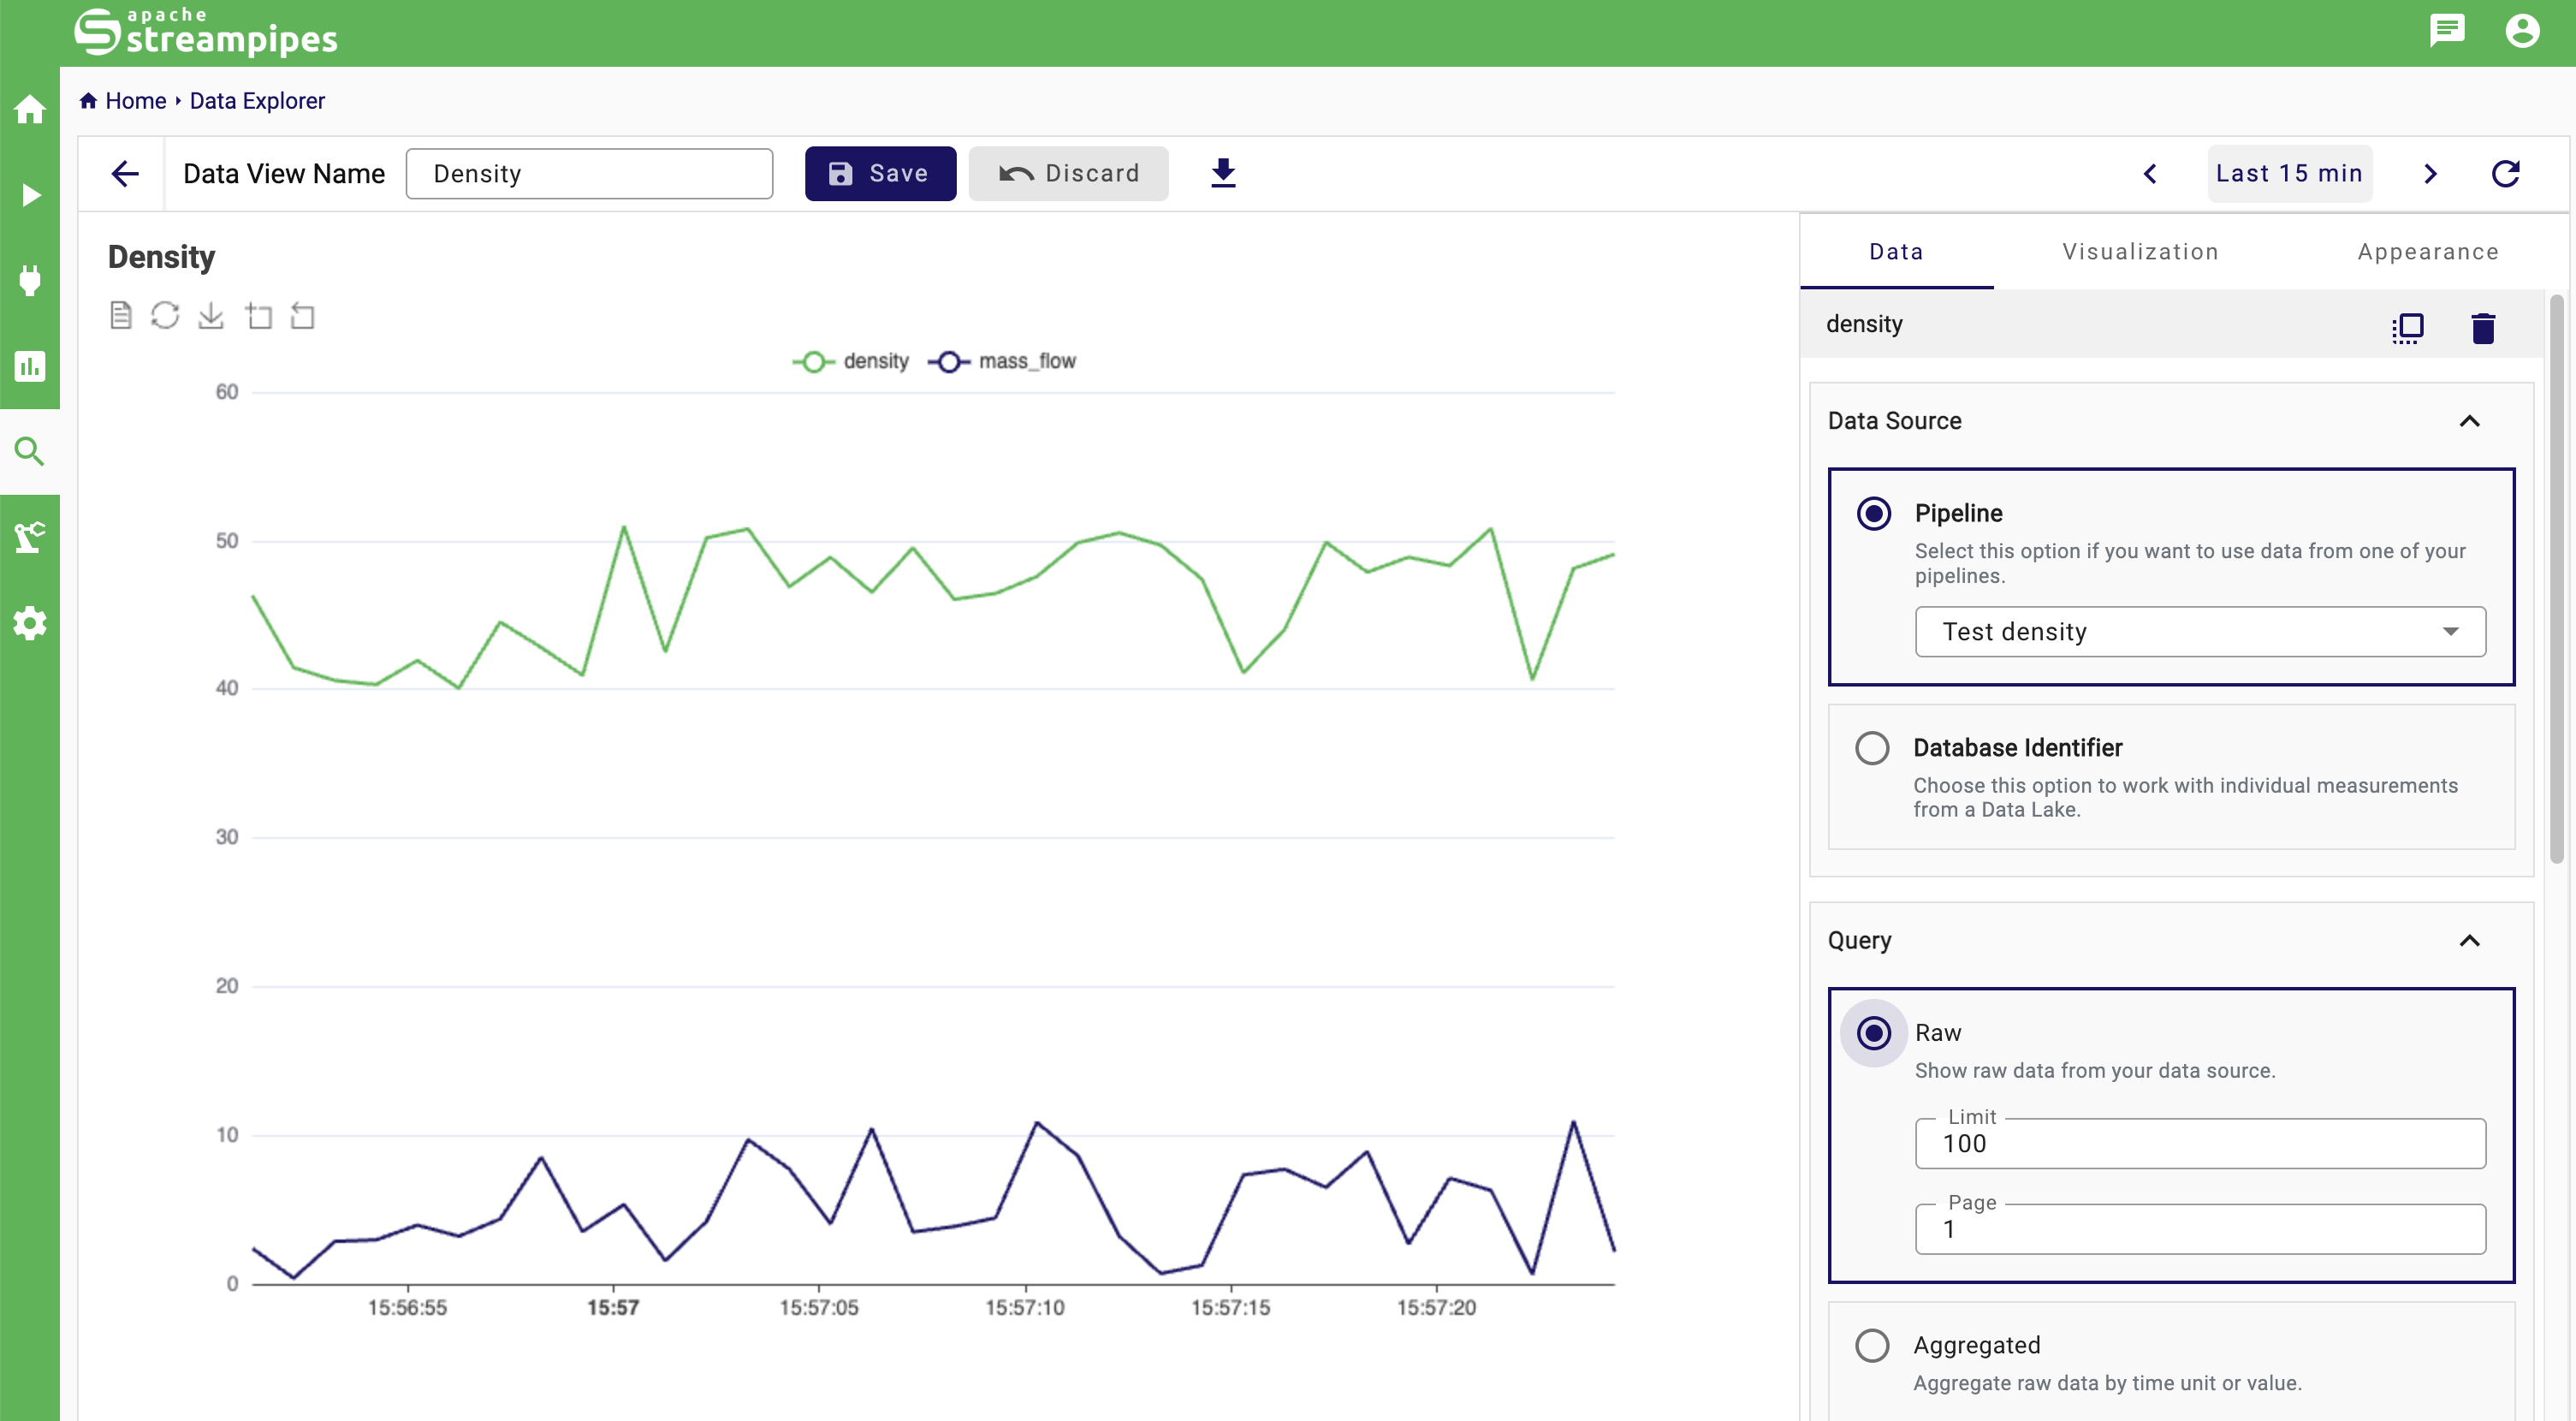 apache
streampipes
Home
Data Explorer
Data View Name
Density
Save
Discard
Last 15 min
Density
density
mass_flow
60
50
40
30
20
10
0
15:56:55
15:57
15:57:05
15:57:10
15:57:15
15:57:20
Data
Visualization
Appearance
density
Data Source
Pipeline
Select this option if you want to use data from one of your
pipelines.
Test density
Database Identifier
Choose this option to work with individual measurements
from a Data Lake.
Query
Raw
Show raw data from your data source.
Limit
100
Page
1
Aggregated
Aggregate raw data by time unit or value.